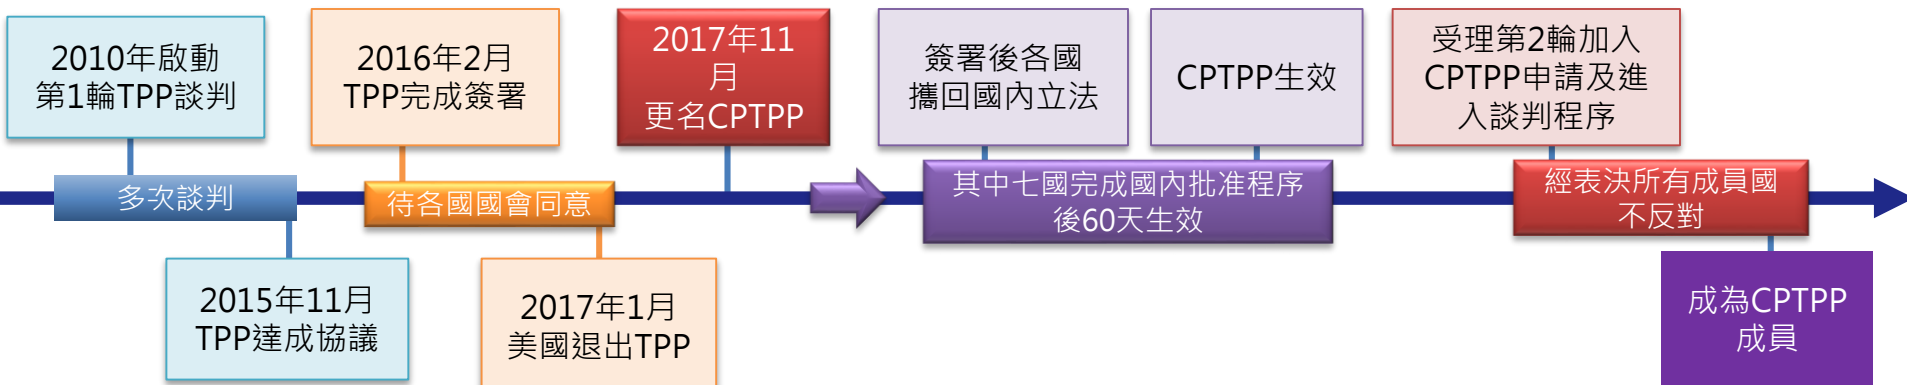 2010年啟動
第1輪TPP談判
2016年2月
TPP完成簽署
2017年11
月
更名CPTPP
簽署後各國
攜回國內立法
CPTPP生效
受理第2輪加入
CPTPP申請及進
入談判程序
多次談判
待各國國會同意
其中七國完成國內批准程序
後60天生效
經表決所有成員國
不反對
2015年11月
TPP達成協議
2017年1月
美國退出TPP
成為CPTPP
成員